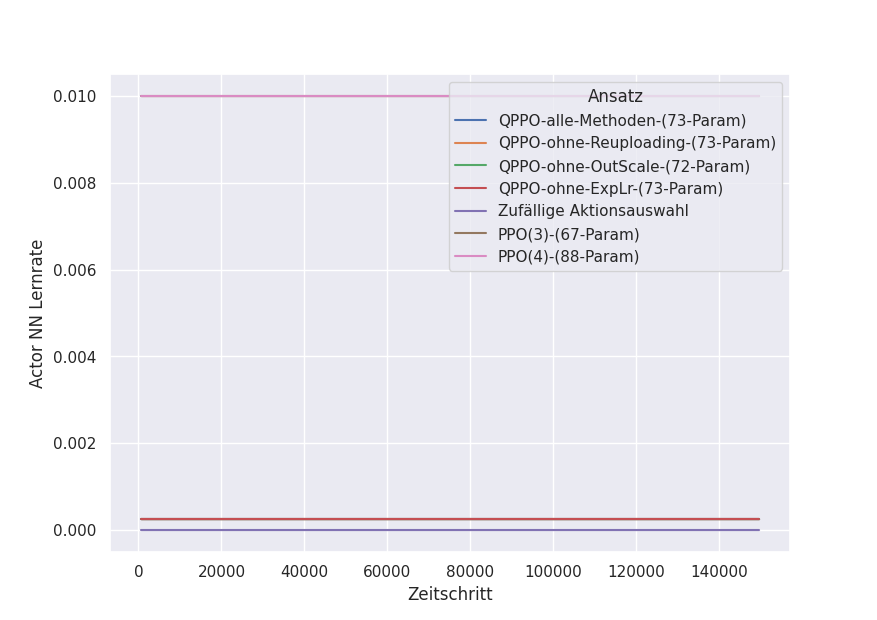 Ansatz
QPPO-alle-Methoden-(73-Param)
QPPO-ohne-Reuploading-(73-Param)
QPPO-ohne-OutScale-(72-Param)
QPPO-ohne-ExpLr-(73-Param)
Zufällige Aktionsauswahl
PPO(3)-(67-Param)
PPO(4)-(88-Param)
Actor NN Lernrate
0.010
0.008
0.006
0.004
0.002
0.000
0 20000 40000 60000 80000 100000 120000 140000
Zeitschritt